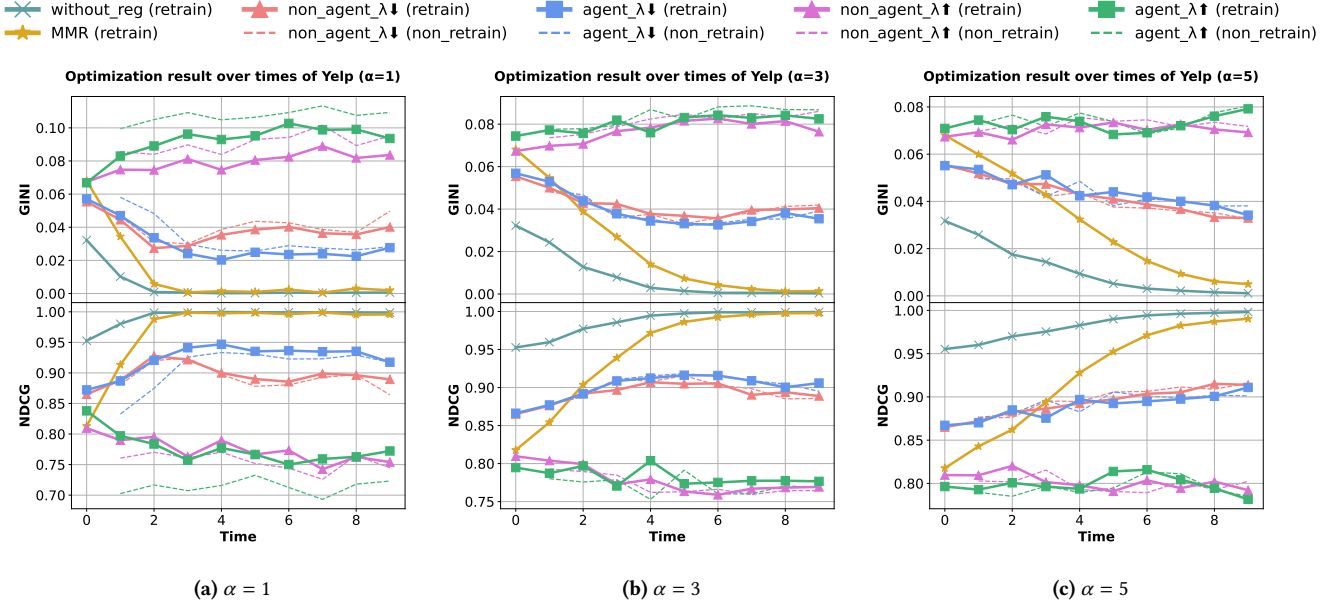 without_reg (retrain) non_agent_λ⬇ (retrain) agent_λ⬇ (retrain) non_agent_λ⬆ (retrain) agent_λ⬆ (retrain)
MMR (retrain) non_agent_λ⬇ (non_retrain) agent_λ⬇ (non_retrain) non_agent_λ⬆ (non_retrain) agent_λ⬆ (non_retrain)
Optimization result over times of Yelp (α=1)
GINI
0.10
0.08
0.06
0.04
0.02
0.00
NDCG
1.00
0.95
0.90
0.85
0.80
0.75
0.70
0 2 4 6 8
Time
(a) α = 1
Optimization result over times of Yelp (α=3)
GINI
0.08
0.06
0.04
0.02
0.00
NDCG
1.00
0.95
0.90
0.85
0.80
0.75
0 2 4 6 8
Time
(b) α = 3
Optimization result over times of Yelp (α=5)
GINI
0.08
0.06
0.04
0.02
0.00
NDCG
1.00
0.95
0.90
0.85
0.80
0 2 4 6 8
Time
(c) α = 5